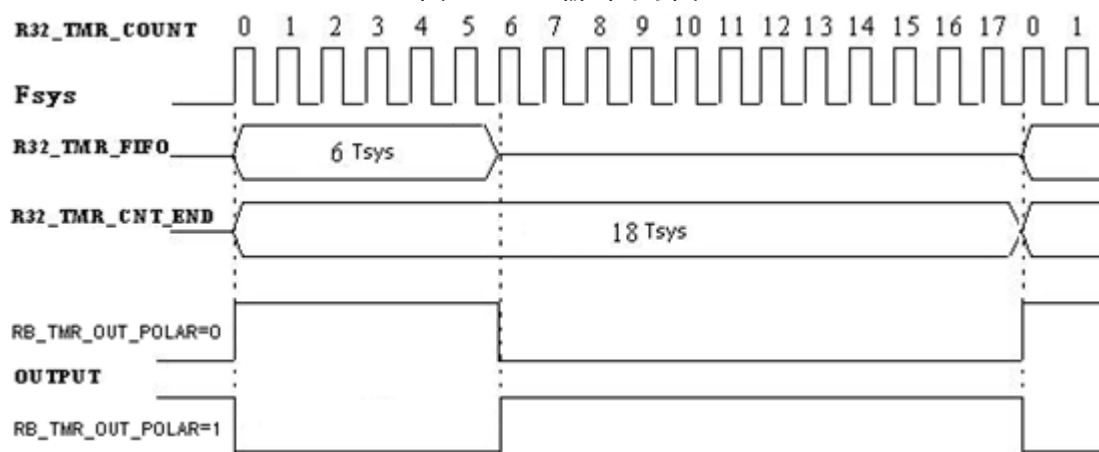 R32_TMR_COUNT 0 1 2 3 4 5 6 7 8 9 10 11 12 13 14 15 16 17 0 1
Fsys
R32_TMR_FIFO 6 Tsys
R32_TMR_CNT_END 18 Tsys
RB_TMR_OUT_POLAR=0
OUTPUT
RB_TMR_OUT_POLAR=1